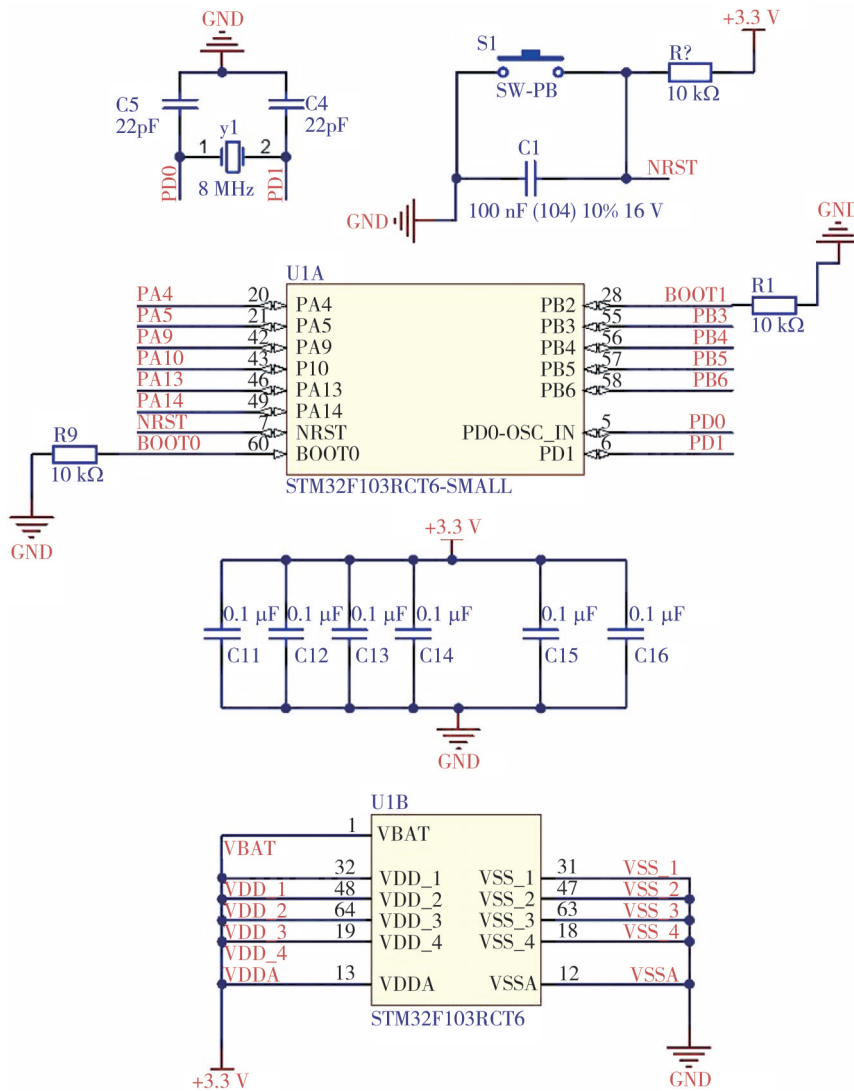 GND
C5
22pF
C4
22pF
y1
1
2
8 MHz
PD0
PD1
+3.3 V
S1
SW-PB
R?
10 kΩ
C1
NRST
GND
100 nF (104) 10% 16 V
GND
R1
10 kΩ
U1A
PA4 20 PA4 PB2 28 BOOT1
PA5 21 PA5 PB3 55 PB3
PA9 42 PA9 PB4 56 PB4
PA10 43 P10 PB5 57 PB5
PA13 46 PA13 PB6 58 PB6
PA14 49 PA14
NRST 7 NRST PD0-OSC_IN 5 PD0
BOOT0 60 BOOT0 PD1 6 PD1
R9
10 kΩ
GND
STM32F103RCT6-SMALL
+3.3 V
0.1 μF 0.1 μF 0.1 μF 0.1 μF 0.1 μF 0.1 μF
C11 C12 C13 C14 C15 C16
GND
U1B
1 VBAT
VBAT
32 VDD_1 VSS_1 31 VSS_1
VDD_1 48 VDD_2 VSS_2 47 VSS_2
VDD_2 64 VDD_3 VSS_3 63 VSS_3
VDD_3 19 VDD_4 VSS_4 18 VSS_4
VDD_4
VDDA 13 VDDA VSSA 12 VSSA
STM32F103RCT6
+3.3 V
GND